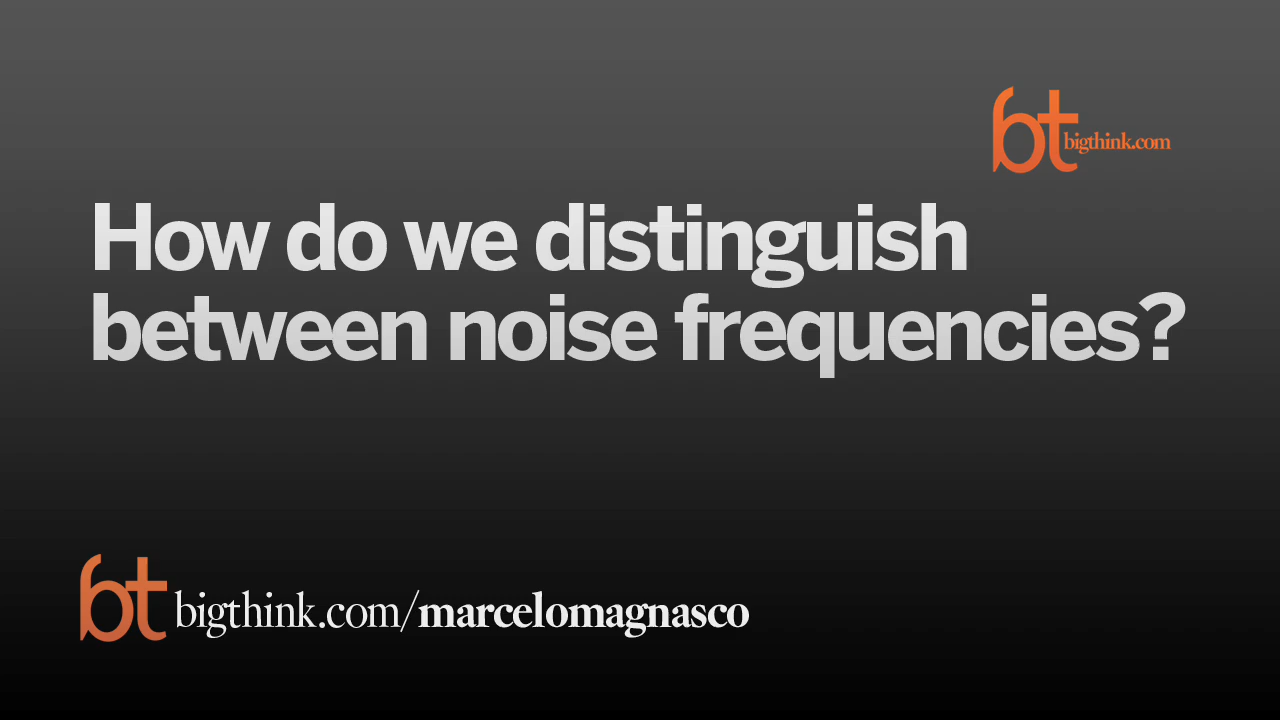 bt bigthink.com
How do we distinguish
between noise frequencies?
bt bigthink.com/marcelomagnasco